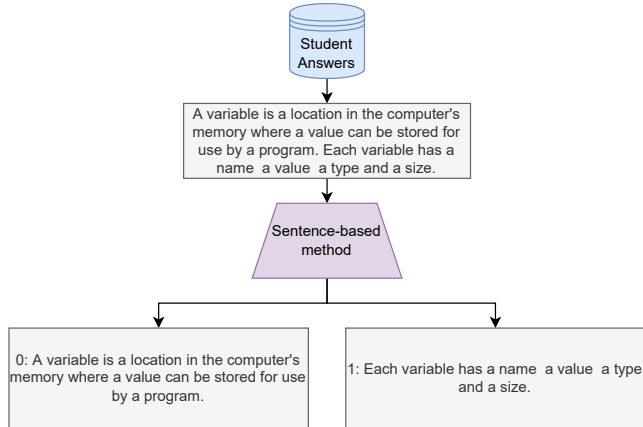 Student
Answers
A variable is a location in the computer's
memory where a value can be stored for
use by a program. Each variable has a
name  a value  a type and a size.
Sentence-based
method
0: A variable is a location in the computer's
memory where a value can be stored for use
by a program.
1: Each variable has a name  a value  a type
and a size.